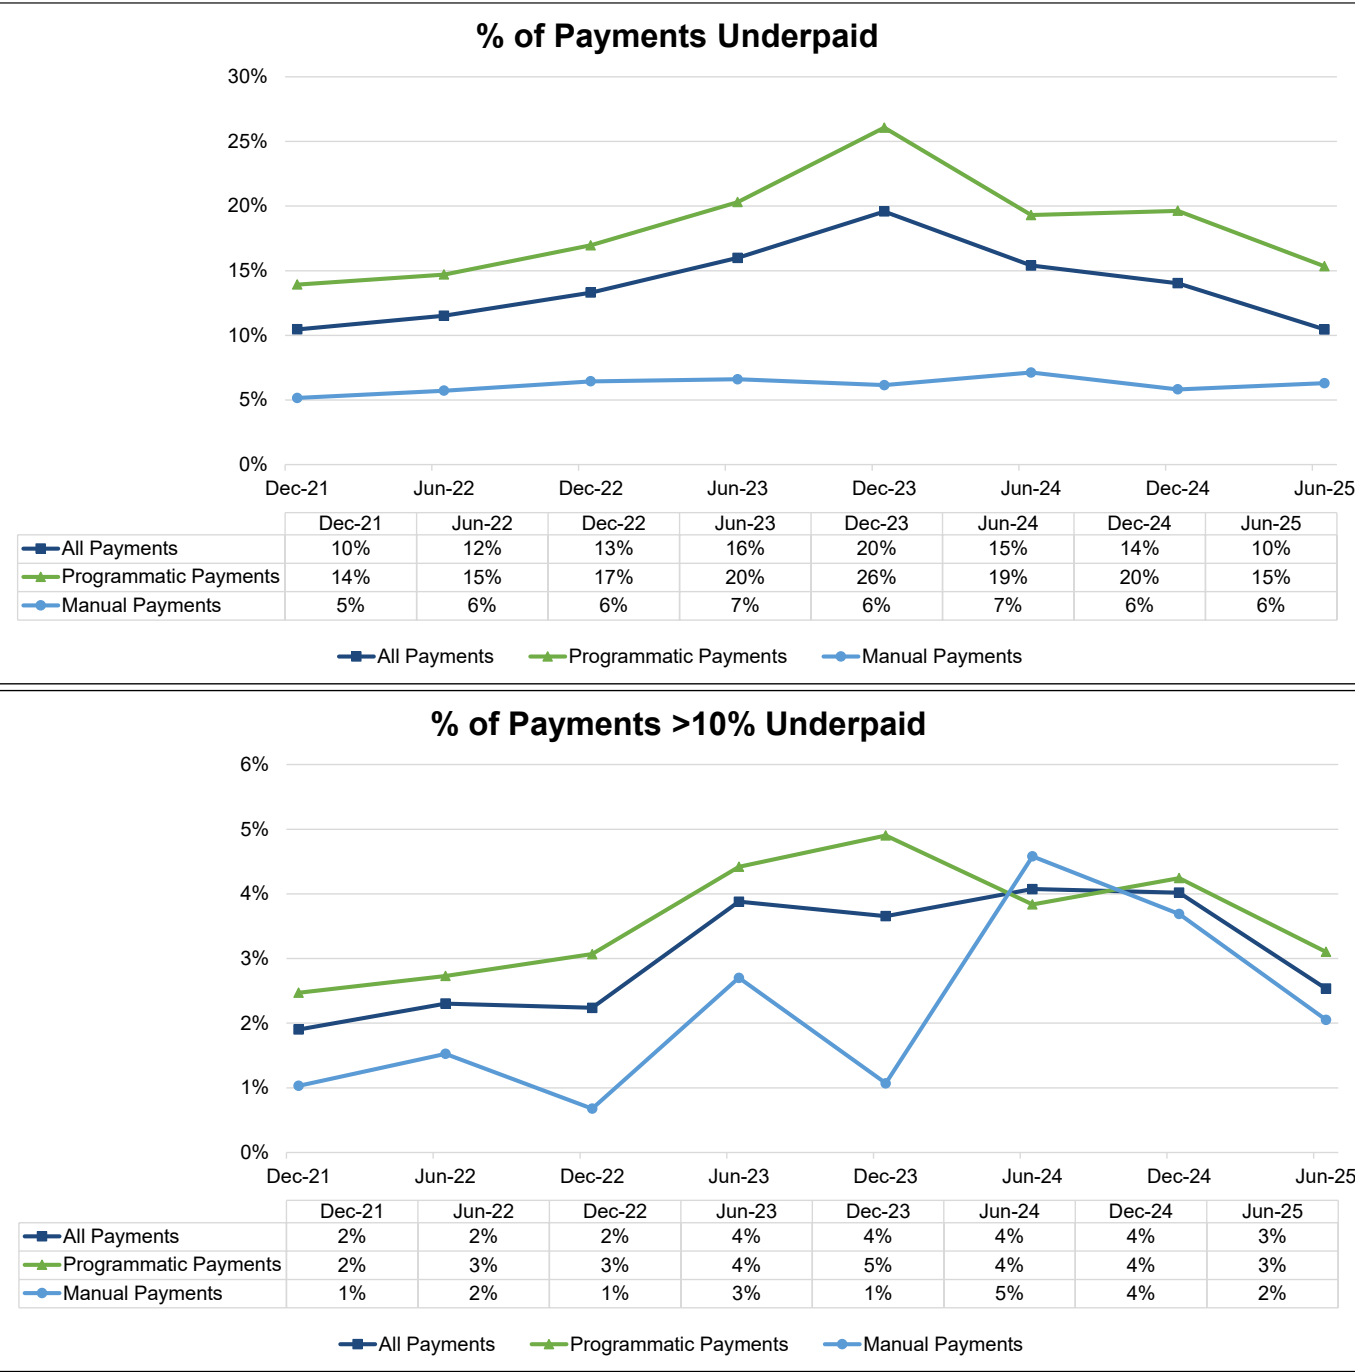 % of Payments Underpaid
30%
25%
20%
15%
10%
5%
0%
Dec-21 Jun-22 Dec-22 Jun-23 Dec-23 Jun-24 Dec-24 Jun-25
Dec-21 Jun-22 Dec-22 Jun-23 Dec-23 Jun-24 Dec-24 Jun-25
All Payments 10% 12% 13% 16% 20% 15% 14% 10%
Programmatic Payments 14% 15% 17% 20% 26% 19% 20% 15%
Manual Payments 5% 6% 6% 7% 6% 7% 6% 6%
All Payments Programmatic Payments Manual Payments
% of Payments >10% Underpaid
6%
5%
4%
3%
2%
1%
0%
Dec-21 Jun-22 Dec-22 Jun-23 Dec-23 Jun-24 Dec-24 Jun-25
Dec-21 Jun-22 Dec-22 Jun-23 Dec-23 Jun-24 Dec-24 Jun-25
All Payments 2% 2% 2% 4% 4% 4% 4% 3%
Programmatic Payments 2% 3% 3% 4% 5% 4% 4% 3%
Manual Payments 1% 2% 1% 3% 1% 5% 4% 2%
All Payments Programmatic Payments Manual Payments